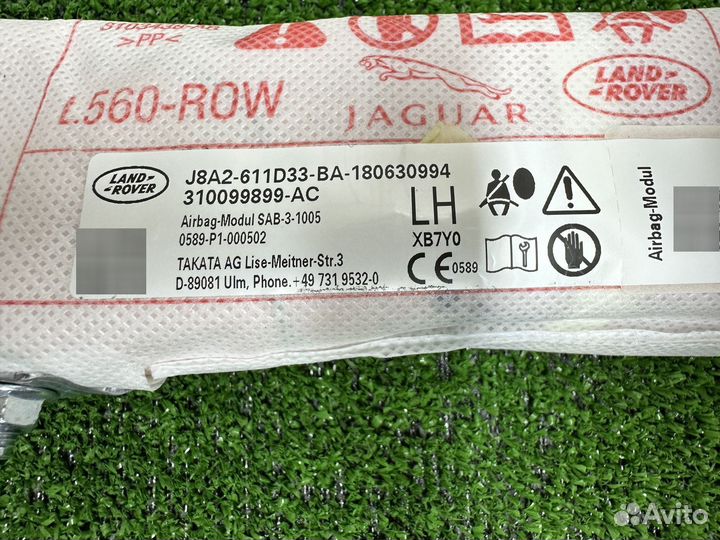 >PP<
L560-ROW
JAGUAR
LAND
ROVER
LAND
ROVER
J8A2-611D33-BA-180630994
310099899-AC
Airbag-Modul SAB-3-1005
0589-P1-000502
TAKATA AG Lise-Meitner-Str.3
D-89081 Ulm, Phone.+49 731 9532-0
LH
XB7Y0
CE 0589
Airbag-Modul
Avito